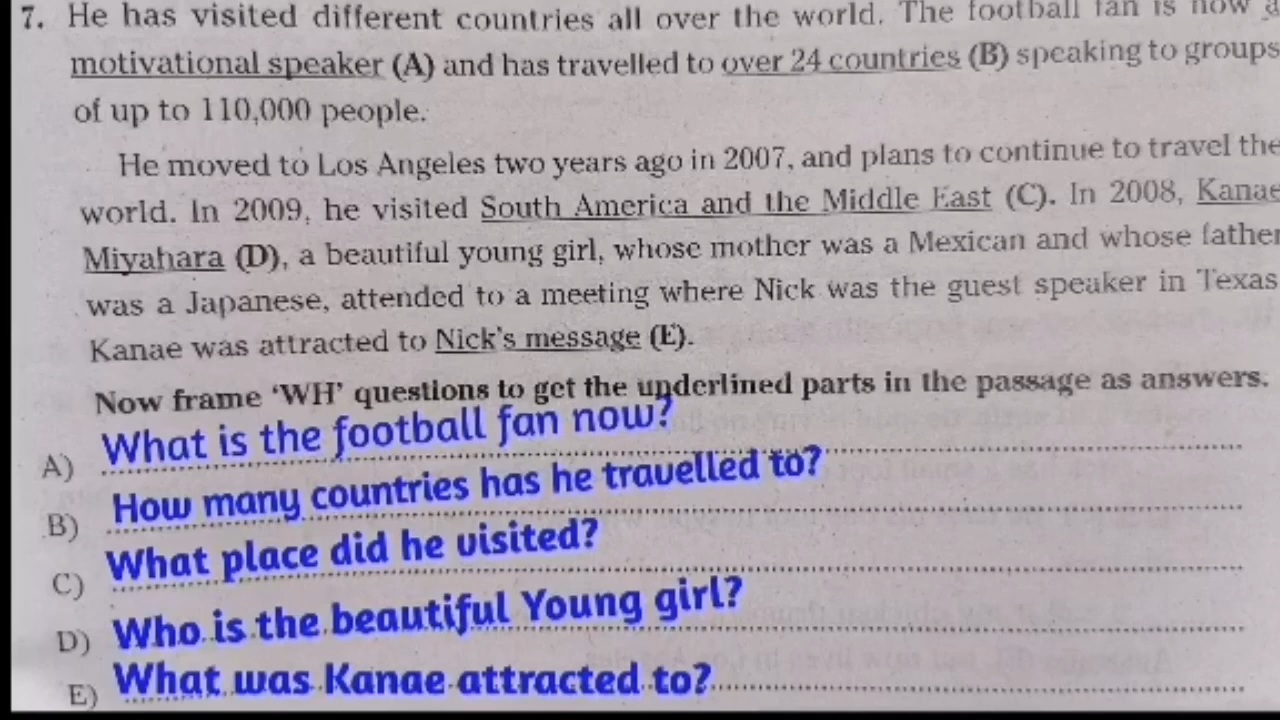 7. He has visited different countries all over the world. The football fan is now a
motivational speaker (A) and has travelled to over 24 countries (B) speaking to groups
of up to 110,000 people.
He moved to Los Angeles two years ago in 2007, and plans to continue to travel the
world. In 2009, he visited South America and the Middle East (C). In 2008, Kanae
Miyahara (D), a beautiful young girl, whose mother was a Mexican and whose father
was a Japanese, attended to a meeting where Nick was the guest speaker in Texas
Kanae was attracted to Nick's message (E).
Now frame 'WH' questions to get the underlined parts in the passage as answers.
A) What is the football fan now?
B) How many countries has he travelled to?
C) What place did he visited?
D) Who is the beautiful Young girl?
E) What was Kanae attracted to?